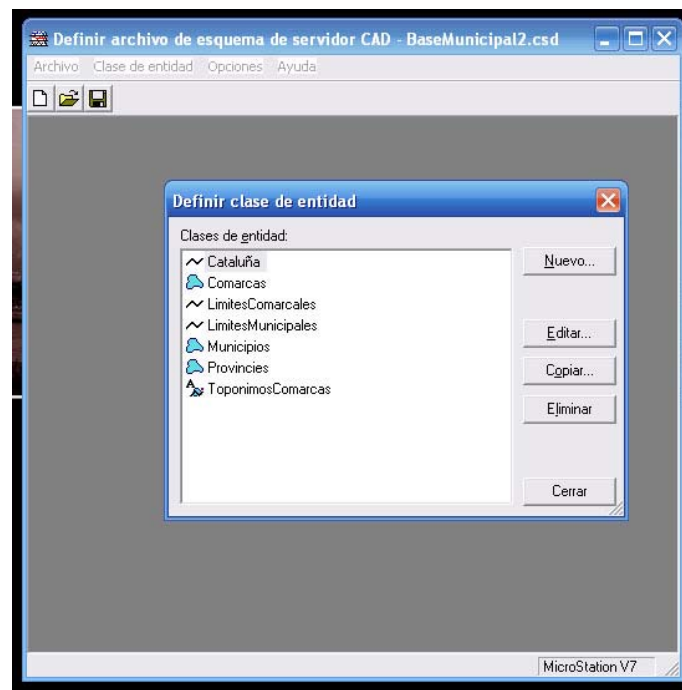 Definir archivo de esquema de servidor CAD - BaseMunicipal2.csd
Archivo Clase de entidad Opciones Ayuda
Definir clase de entidad
Clases de entidad:
Cataluña
Comarcas
LimitesComarcales
LimitesMunicipales
Municipios
Provincies
ToponimosComarcas
Nuevo...
Editar...
Copiar...
Eliminar
Cerrar
MicroStation V7